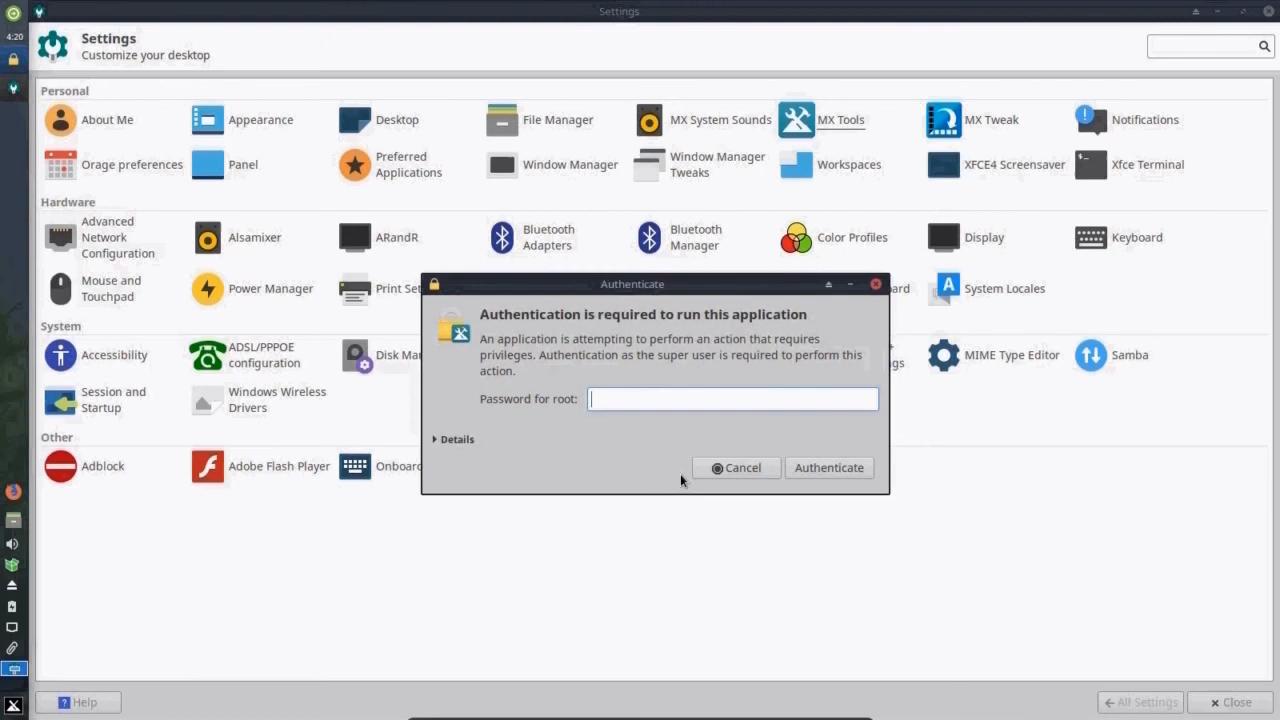 Settings
4:20
Settings
Customize your desktop
Personal
About Me
Appearance
Desktop
File Manager
MX System Sounds
MX Tools
MX Tweak
Notifications
Orage preferences
Panel
Preferred
Applications
Window Manager
Window Manager
Tweaks
Workspaces
XFCE4 Screensaver
Xfce Terminal
Hardware
Advanced
Network
Configuration
Alsamixer
ARandR
Bluetooth
Adapters
Bluetooth
Manager
Color Profiles
Display
Keyboard
Mouse and
Touchpad
Power Manager
Print Set
ard
System Locales
System
Accessibility
ADSL/PPPOE
configuration
Disk Ma
gs
MIME Type Editor
Samba
Session and
Startup
Windows Wireless
Drivers
Other
Adblock
Adobe Flash Player
Onboar
Authenticate
Authentication is required to run this application
An application is attempting to perform an action that requires
privileges. Authentication as the super user is required to perform this
action.
Password for root:
Details
Cancel
Authenticate
? Help
All Settings
Close